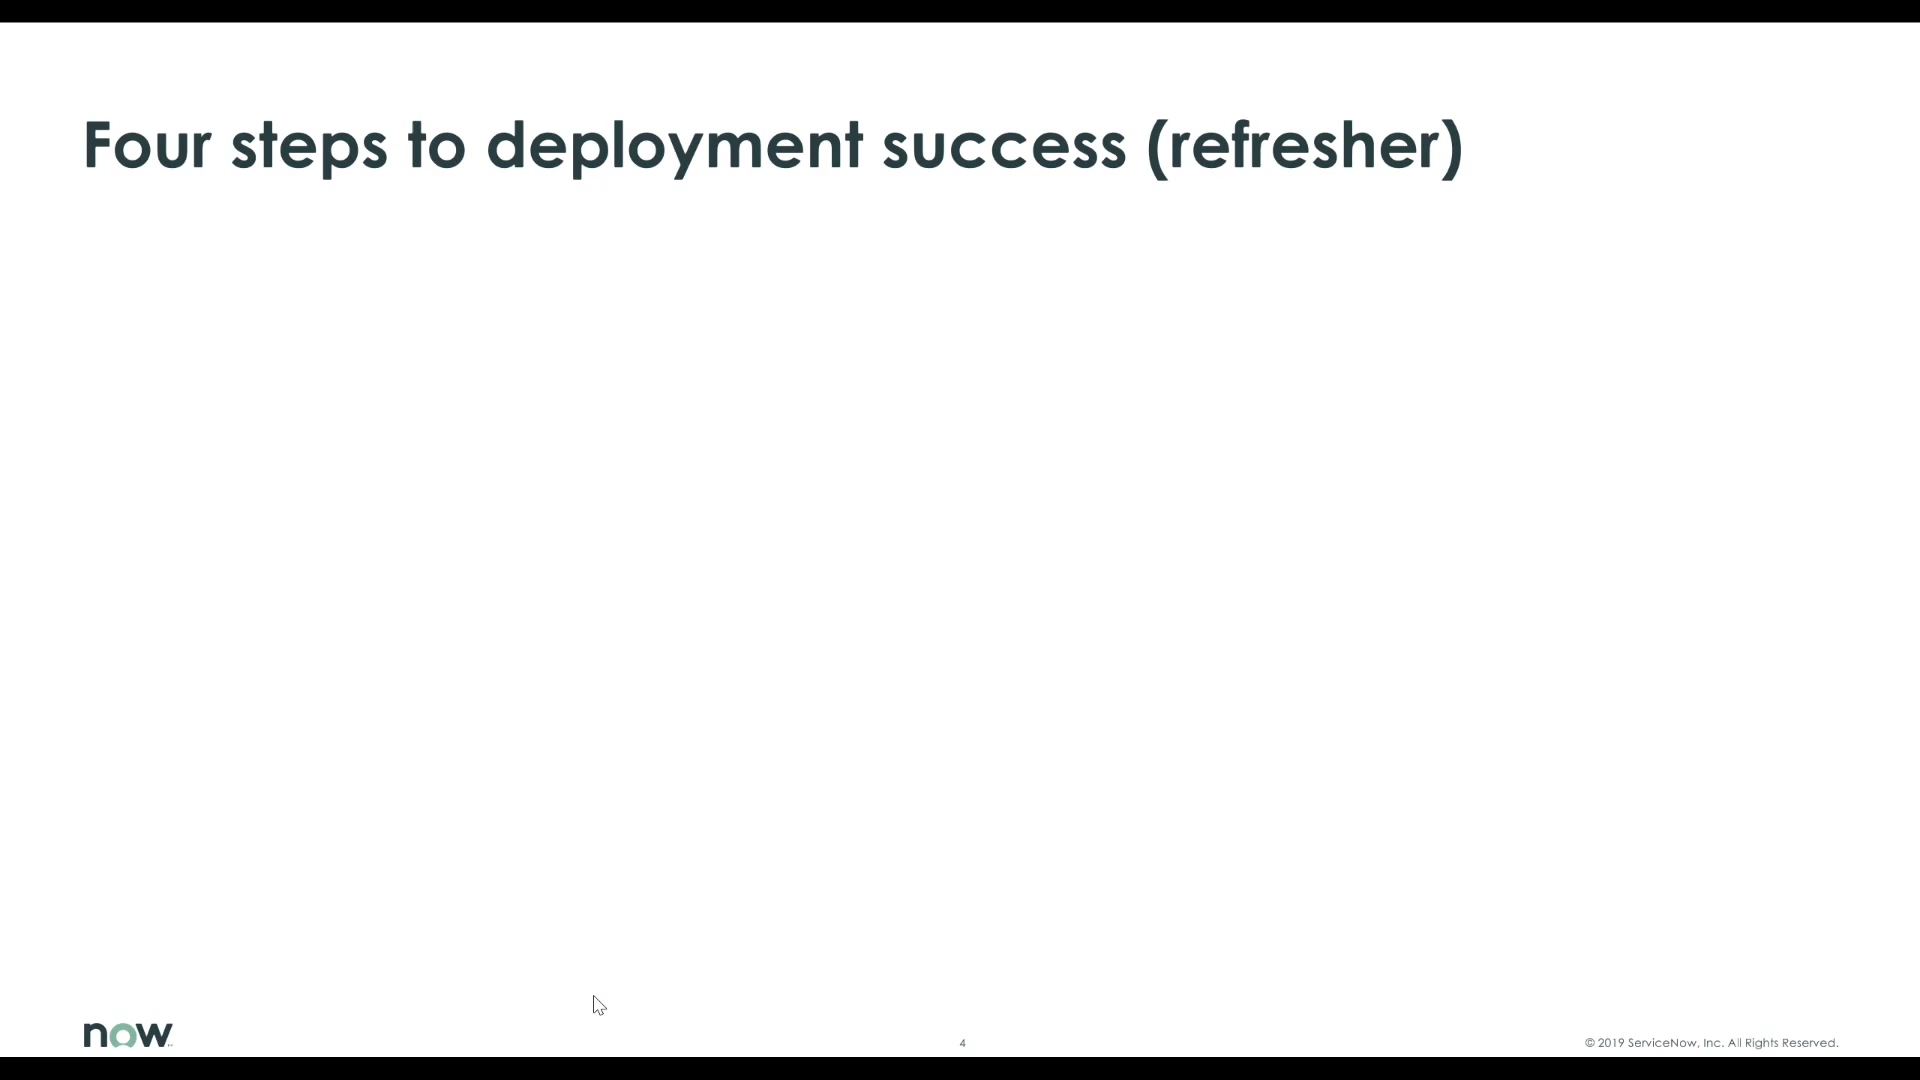 Four steps to deployment success (refresher)
now
4
© 2019 ServiceNow, Inc. All Rights Reserved.